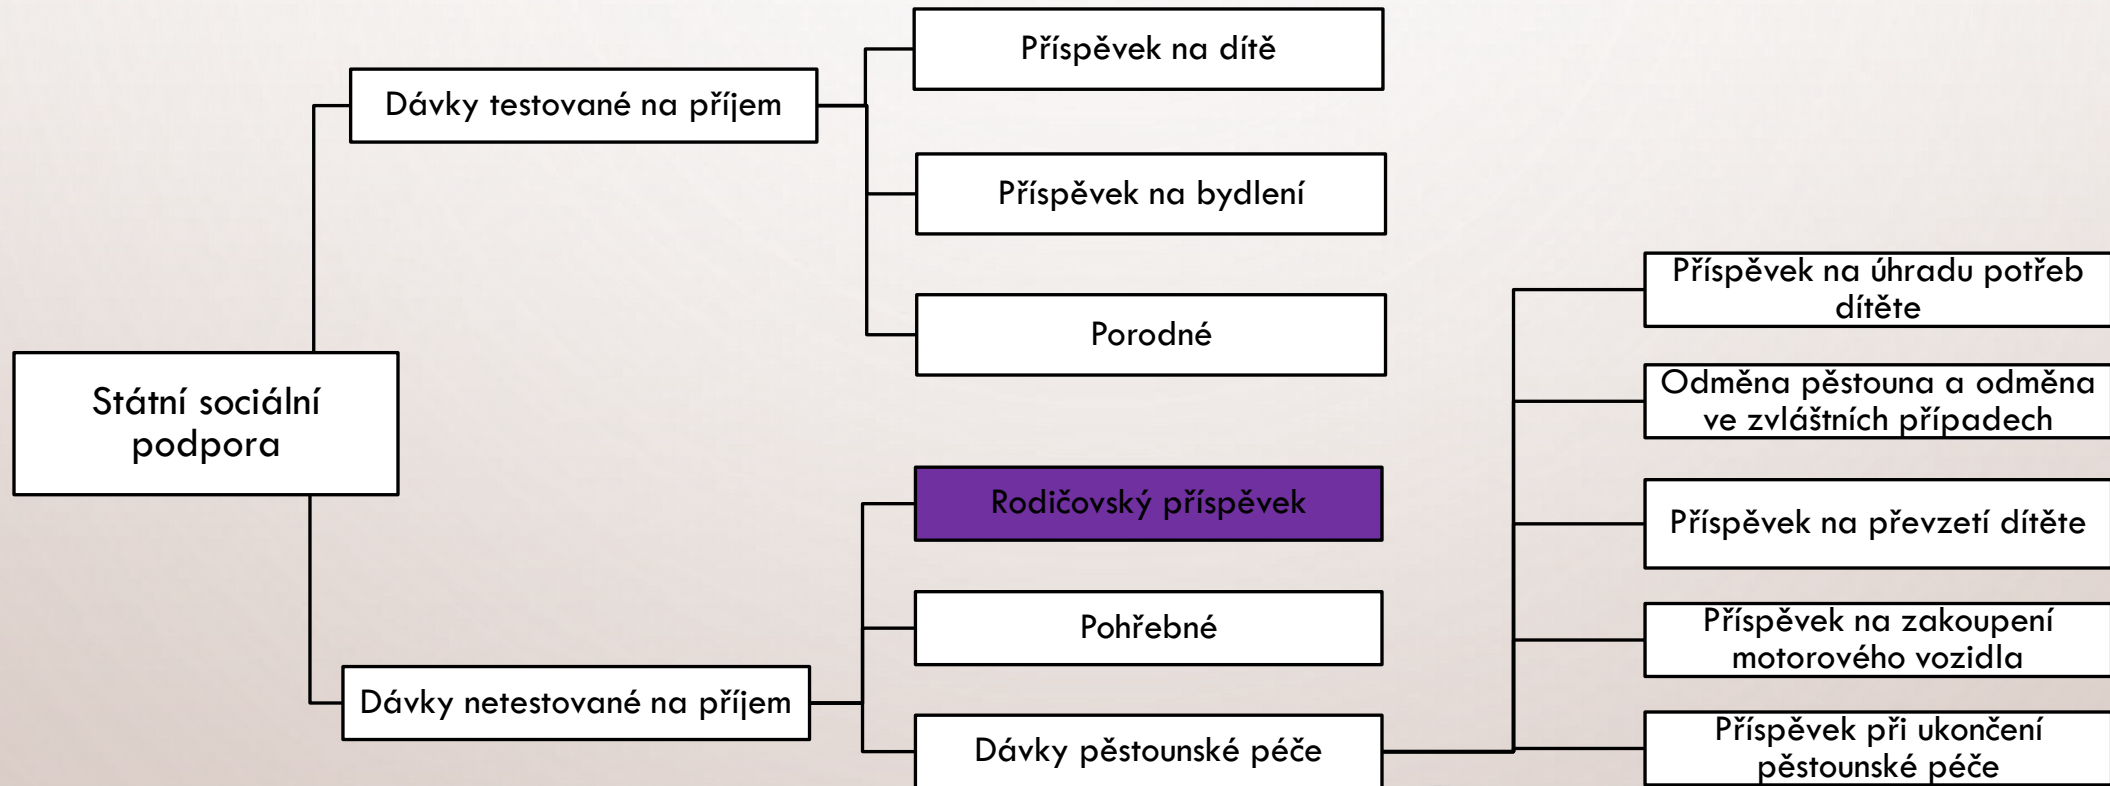 Státní sociální
podpora
Dávky testované na příjem
Příspěvek na dítě
Příspěvek na bydlení
Porodné
Dávky netestované na příjem
Rodičovský příspěvek
Pohřebné
Dávky pěstounské péče
Příspěvek na úhradu potřeb
dítěte
Odměna pěstouna a odměna
ve zvláštních případech
Příspěvek na převzetí dítěte
Příspěvek na zakoupení
motorového vozidla
Příspěvek při ukončení
pěstounské péče